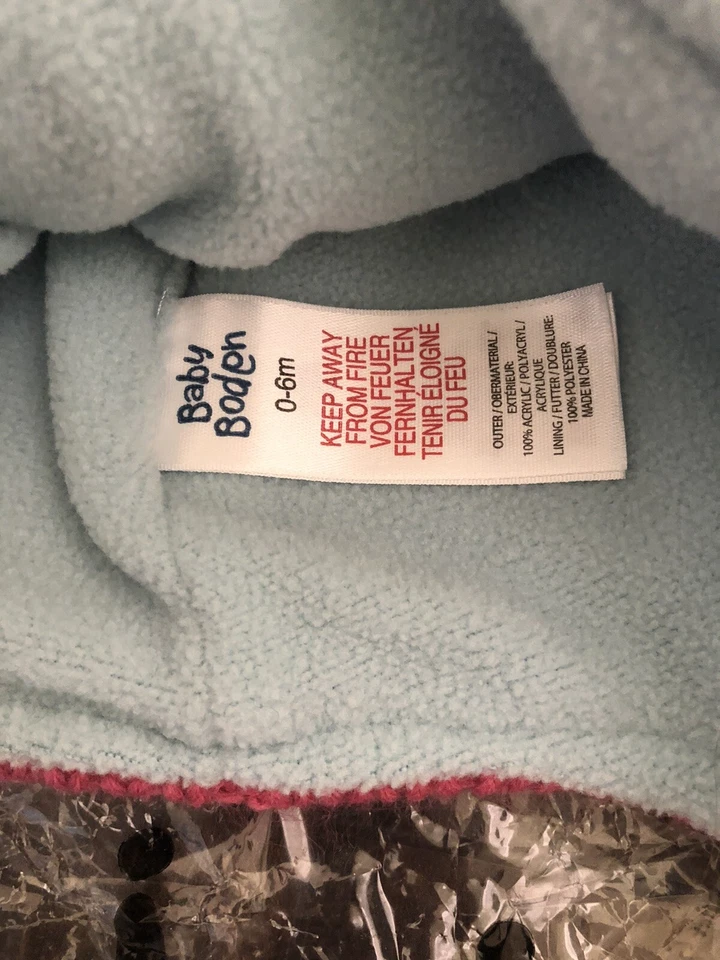 Baby
Boden
0-6m
KEEP AWAY
FROM FIRE
VON FEUER
FERNHALTEN
TENIR ÉLOIGNÉ
DU FEU
OUTER / OBERMATERIAL /
EXTÉRIEUR:
100% ACRYLIC / POLYACRYL /
ACRYLIQUE
LINING / FUTTER / DOUBLURE:
100% POLYESTER
MADE IN CHINA